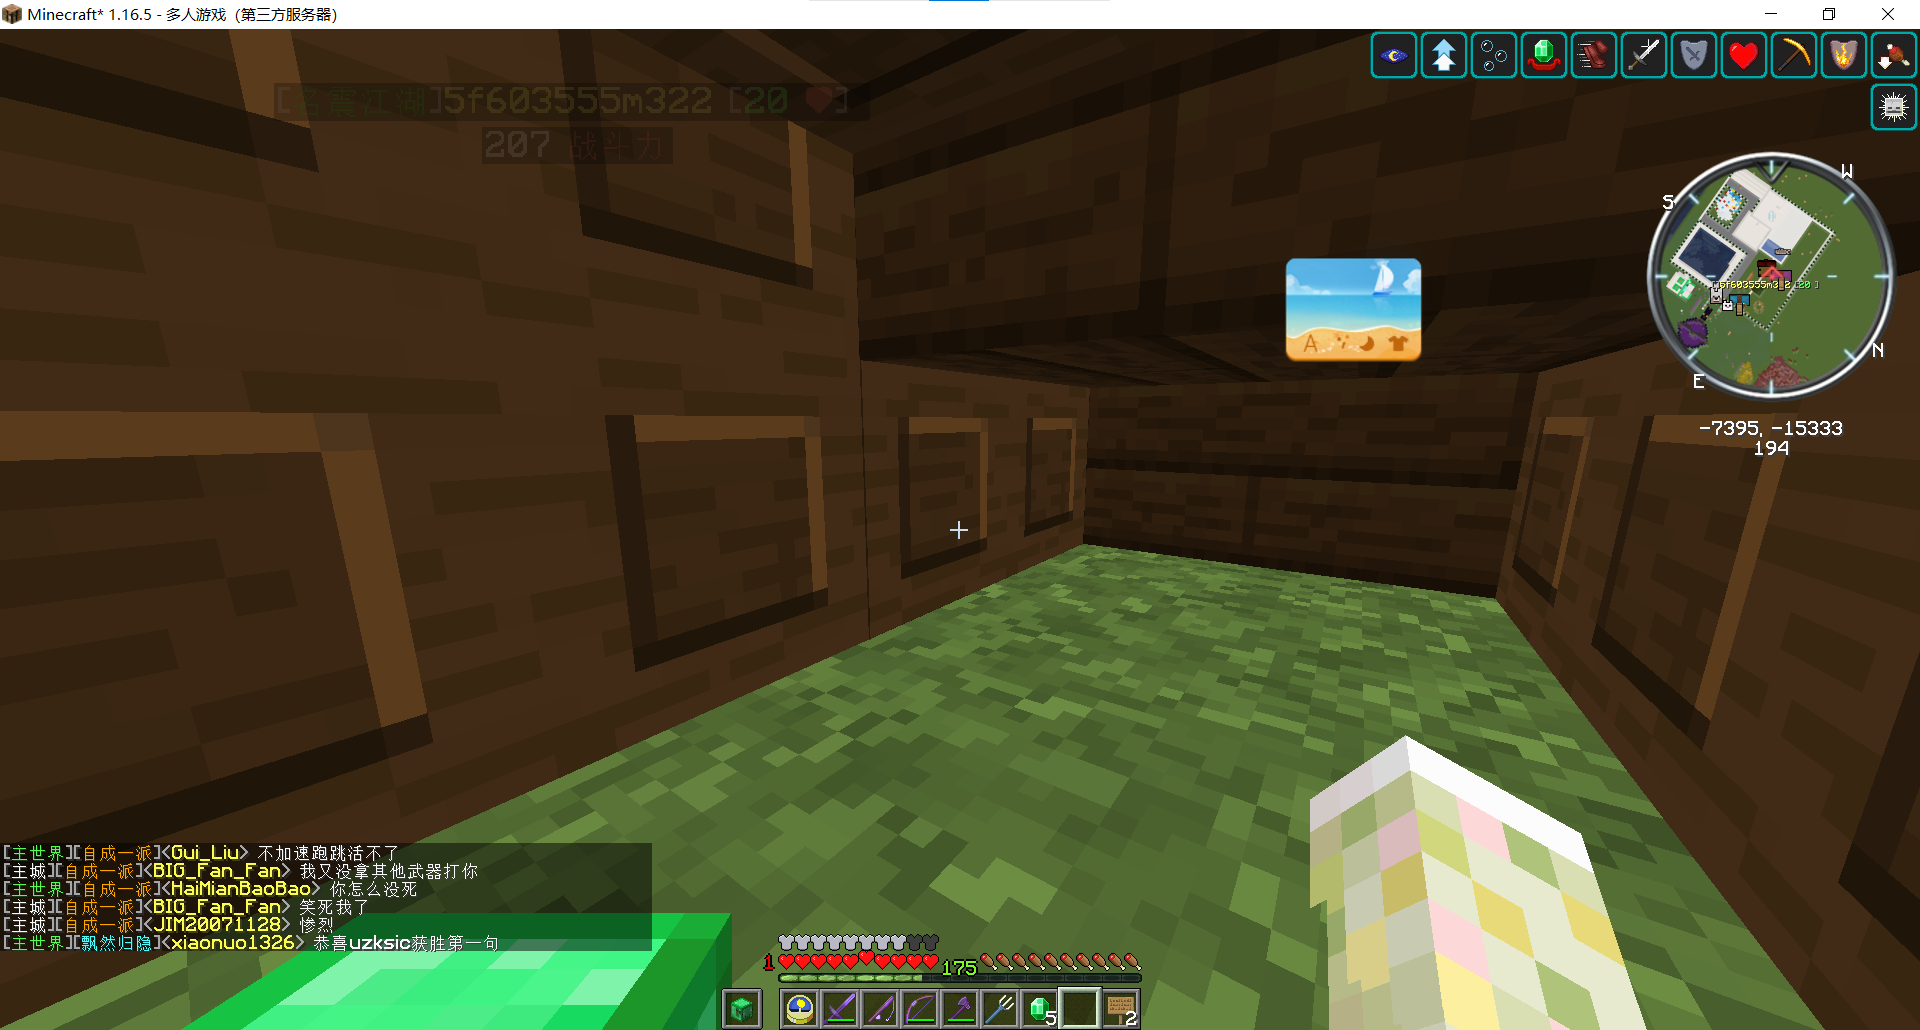 Minecraft* 1.16.5 - 多人游戏 (第三方服务器)
[名震江湖]5f603555m322 [20 ❤]
207 战斗力
W
S
[5f603555m322 [20 ]
N
E
-7395, -15333
194
A
[主世界][自成一派]<Gui_Liu> 不加速跑跳活不了
[主城][自成一派]<BIG_Fan_Fan> 我又没拿其他武器打你
[主世界][自成一派]<HaiMianBaoBao> 你怎么没死
[主城][自成一派]<BIG_Fan_Fan> 笑死我了
[主城][自成一派]<JIM20071128> 惨烈
[主世界][飘然归隐]<xiaonuo1326> 恭喜uzksic获胜第一句
1
175
5
2